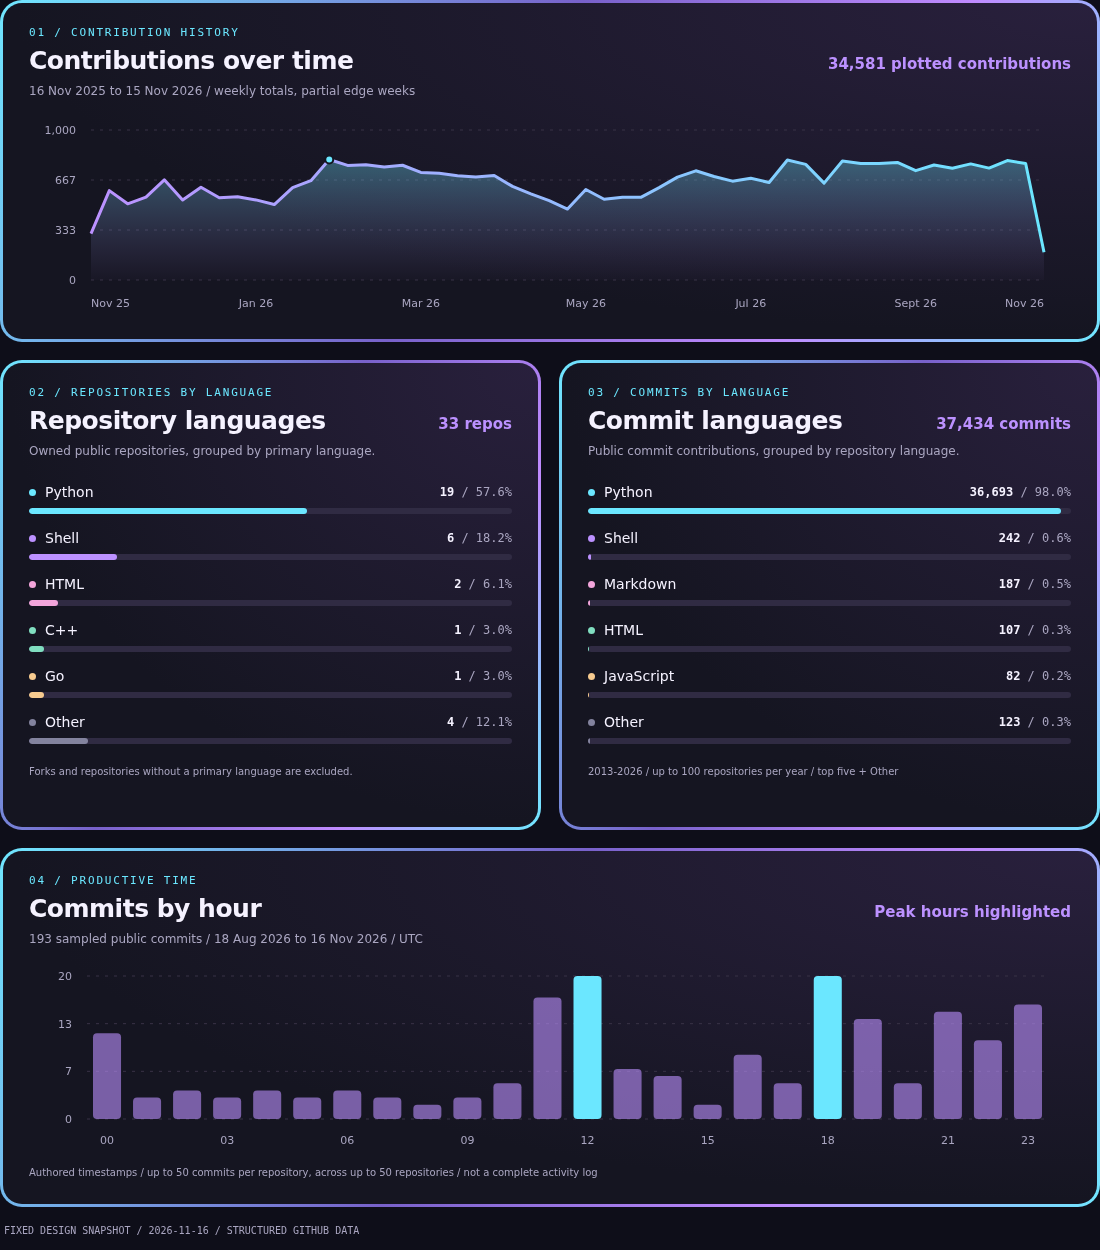 01 / CONTRIBUTION HISTORY
Contributions over time
34,581 plotted contributions
16 Nov 2025 to 15 Nov 2026 / weekly totals, partial edge weeks
1,000
667
333
0
Nov 25 Jan 26 Mar 26 May 26 Jul 26 Sept 26 Nov 26
02 / REPOSITORIES BY LANGUAGE
Repository languages
33 repos
Owned public repositories, grouped by primary language.
Python 19 / 57.6%
Shell 6 / 18.2%
HTML 2 / 6.1%
C++ 1 / 3.0%
Go 1 / 3.0%
Other 4 / 12.1%
Forks and repositories without a primary language are excluded.
03 / COMMITS BY LANGUAGE
Commit languages
37,434 commits
Public commit contributions, grouped by repository language.
Python 36,693 / 98.0%
Shell 242 / 0.6%
Markdown 187 / 0.5%
HTML 107 / 0.3%
JavaScript 82 / 0.2%
Other 123 / 0.3%
2013-2026 / up to 100 repositories per year / top five + Other
04 / PRODUCTIVE TIME
Commits by hour
Peak hours highlighted
193 sampled public commits / 18 Aug 2026 to 16 Nov 2026 / UTC
20
13
7
0
00 03 06 09 12 15 18 21 23
Authored timestamps / up to 50 commits per repository, across up to 50 repositories / not a complete activity log
FIXED DESIGN SNAPSHOT / 2026-11-16 / STRUCTURED GITHUB DATA